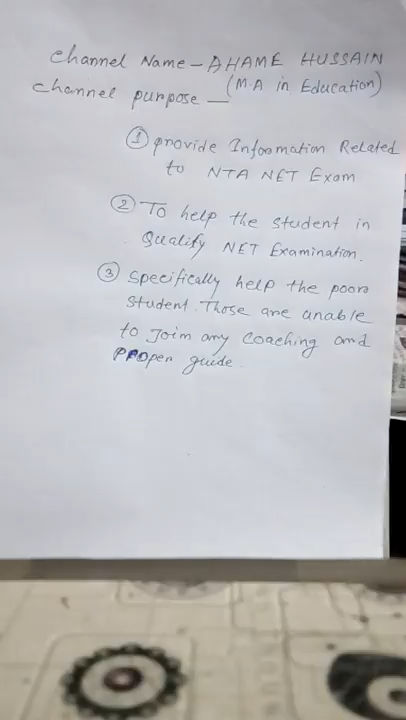 Channel Name - AHAME HUSSAIN
(M.A in Education)
Channel purpose —
① provide Information Related
to NTA NET Exam
② To help the student in
Qualify NET Examination.
③ Specifically help the poor
student. Those are unable
to Join any Coaching and
PROper guide.